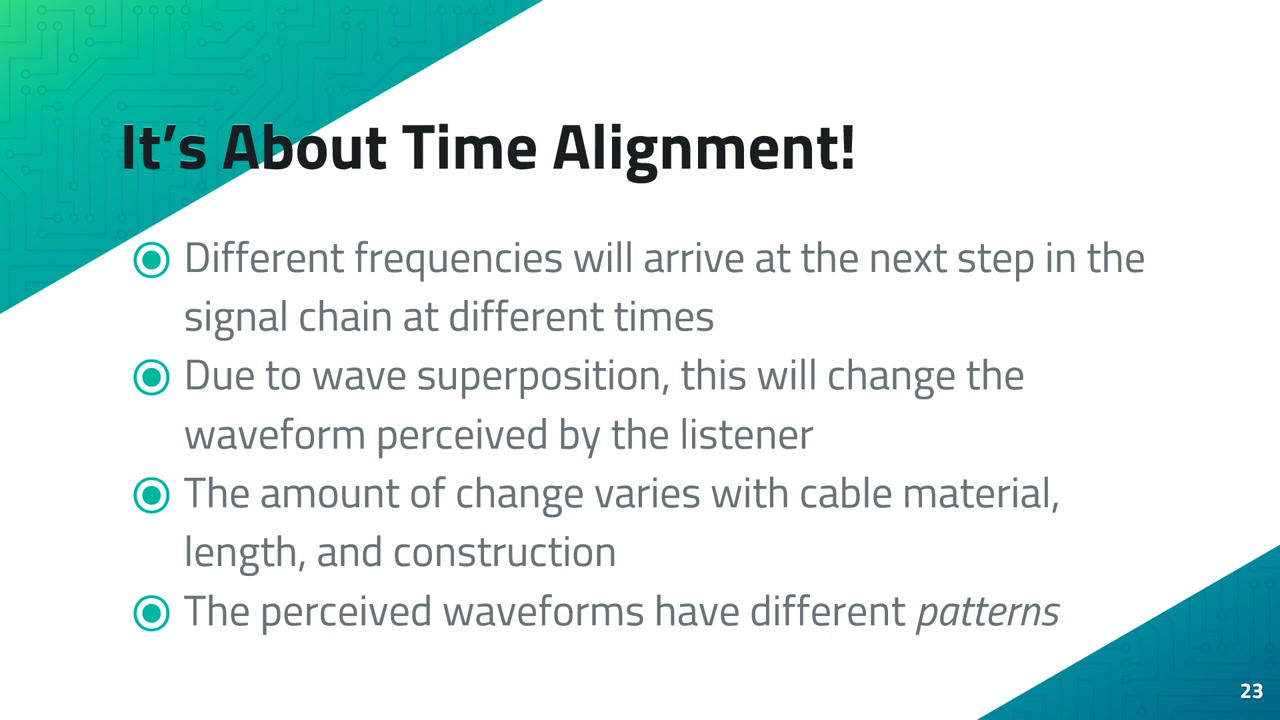 It’s About Time Alignment!
Different frequencies will arrive at the next step in the
signal chain at different times
Due to wave superposition, this will change the
waveform perceived by the listener
The amount of change varies with cable material,
length, and construction
The perceived waveforms have different patterns
23